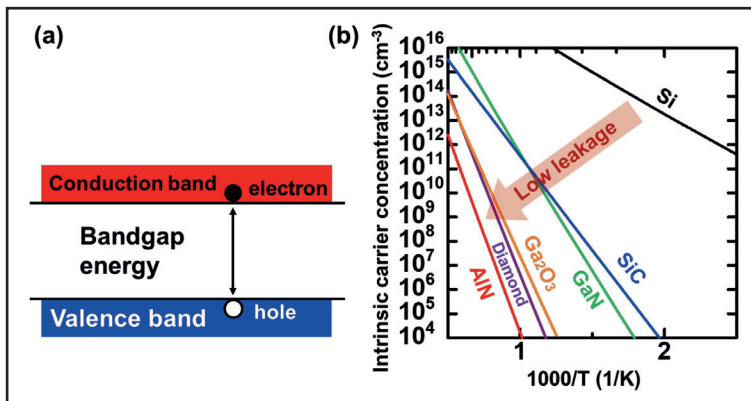 (a)
Conduction band
electron
Bandgap
energy
hole
Valence band
(b)
Intrinsic carrier concentration (cm⁻³)
10¹⁶
10¹⁵
10¹⁴
10¹³
10¹²
10¹¹
10¹⁰
10⁹
10⁸
10⁷
10⁶
10⁵
10⁴
Si
Low leakage
SiC
GaN
Ga₂O₃
Diamond
AlN
1
2
1000/T (1/K)